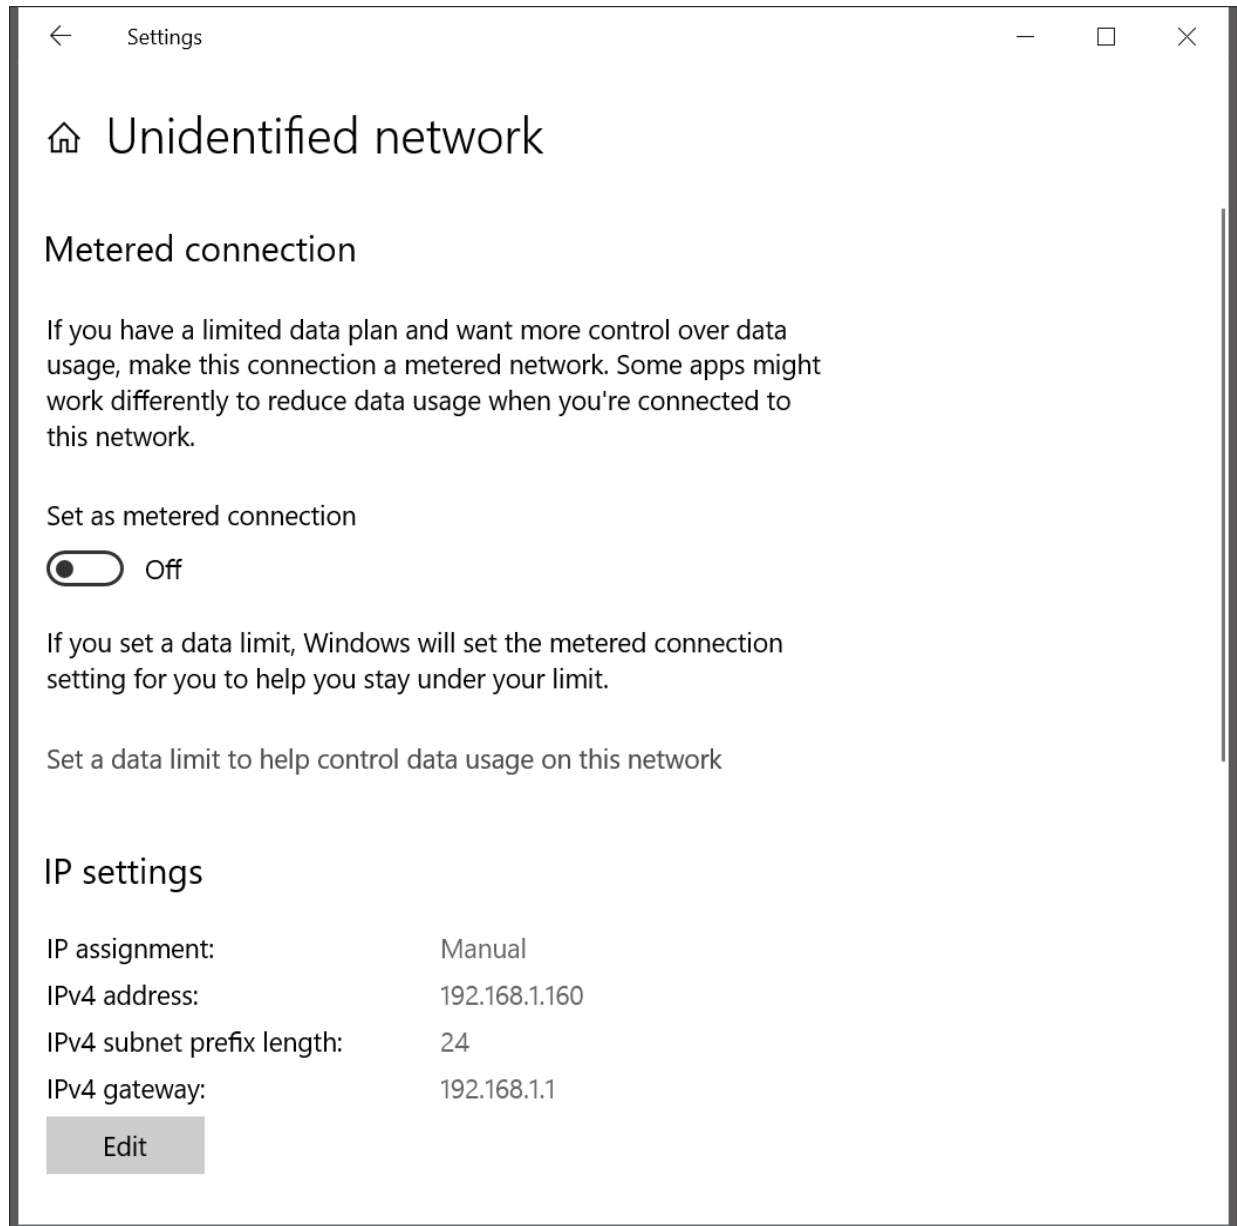 Settings
Unidentified network
Metered connection
If you have a limited data plan and want more control over data
usage, make this connection a metered network. Some apps might
work differently to reduce data usage when you're connected to
this network.
Set as metered connection
Off
If you set a data limit, Windows will set the metered connection
setting for you to help you stay under your limit.
Set a data limit to help control data usage on this network
IP settings
IP assignment: Manual
IPv4 address: 192.168.1.160
IPv4 subnet prefix length: 24
IPv4 gateway: 192.168.1.1
Edit